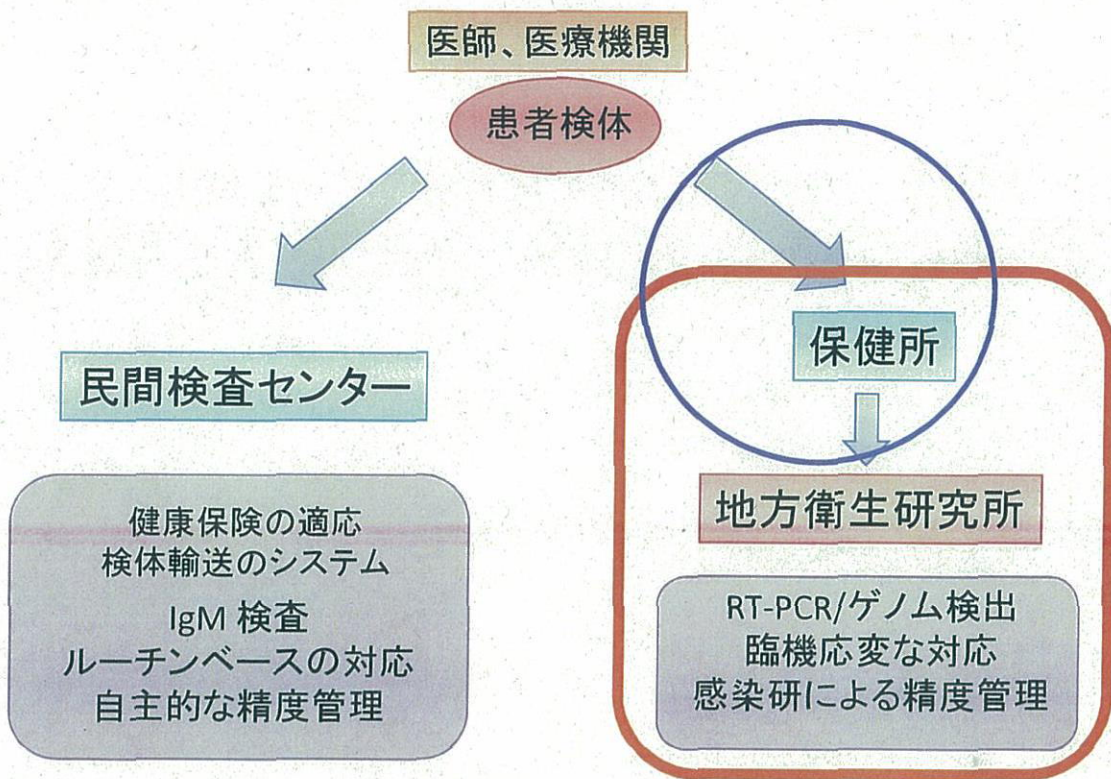 医師、医療機関
患者検体
民間検査センター
健康保険の適応
検体輸送のシステム
IgM 検査
ルーチンベースの対応
自主的な精度管理
保健所
地方衛生研究所
RT-PCR/ゲノム検出
臨機応変な対応
感染研による精度管理